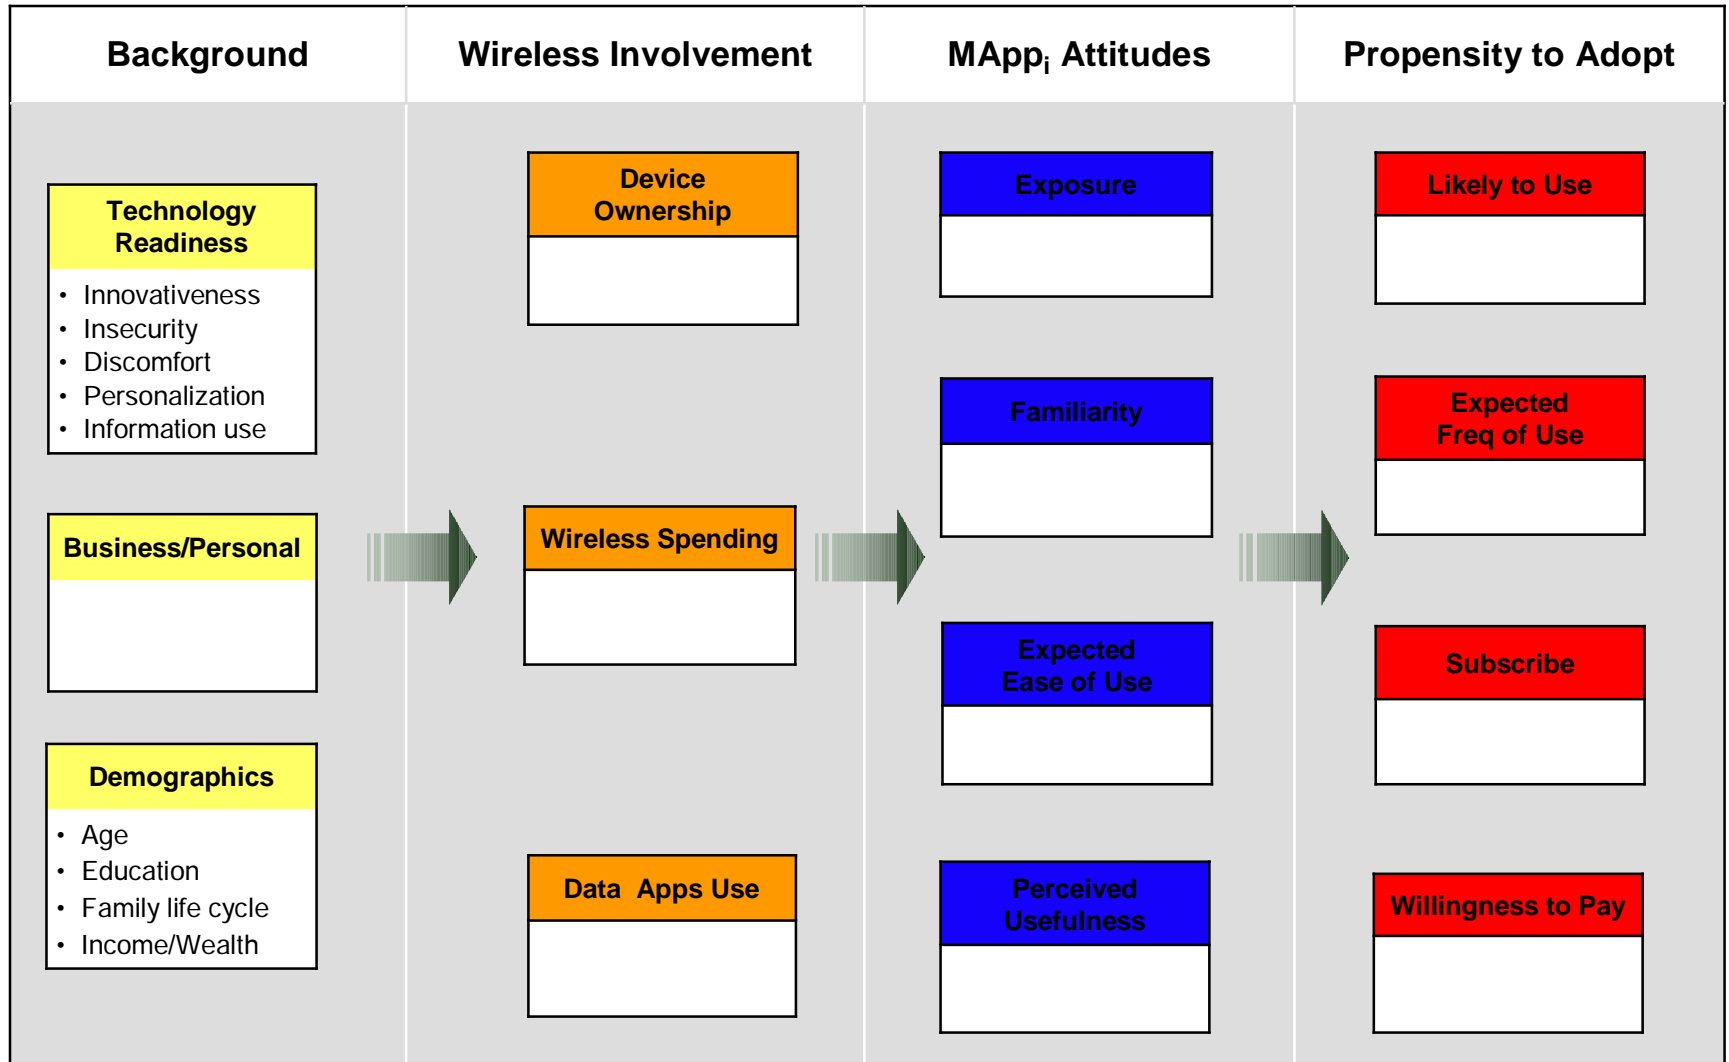 Background
Wireless Involvement
MAppi Attitudes
Propensity to Adopt
Technology
Readiness
• Innovativeness
• Insecurity
• Discomfort
• Personalization
• Information use
Business/Personal
Demographics
• Age
• Education
• Family life cycle
• Income/Wealth
Device
Ownership
Wireless Spending
Data Apps Use
Exposure
Familiarity
Expected
Ease of Use
Perceived
Usefulness
Likely to Use
Expected
Freq of Use
Subscribe
Willingness to Pay